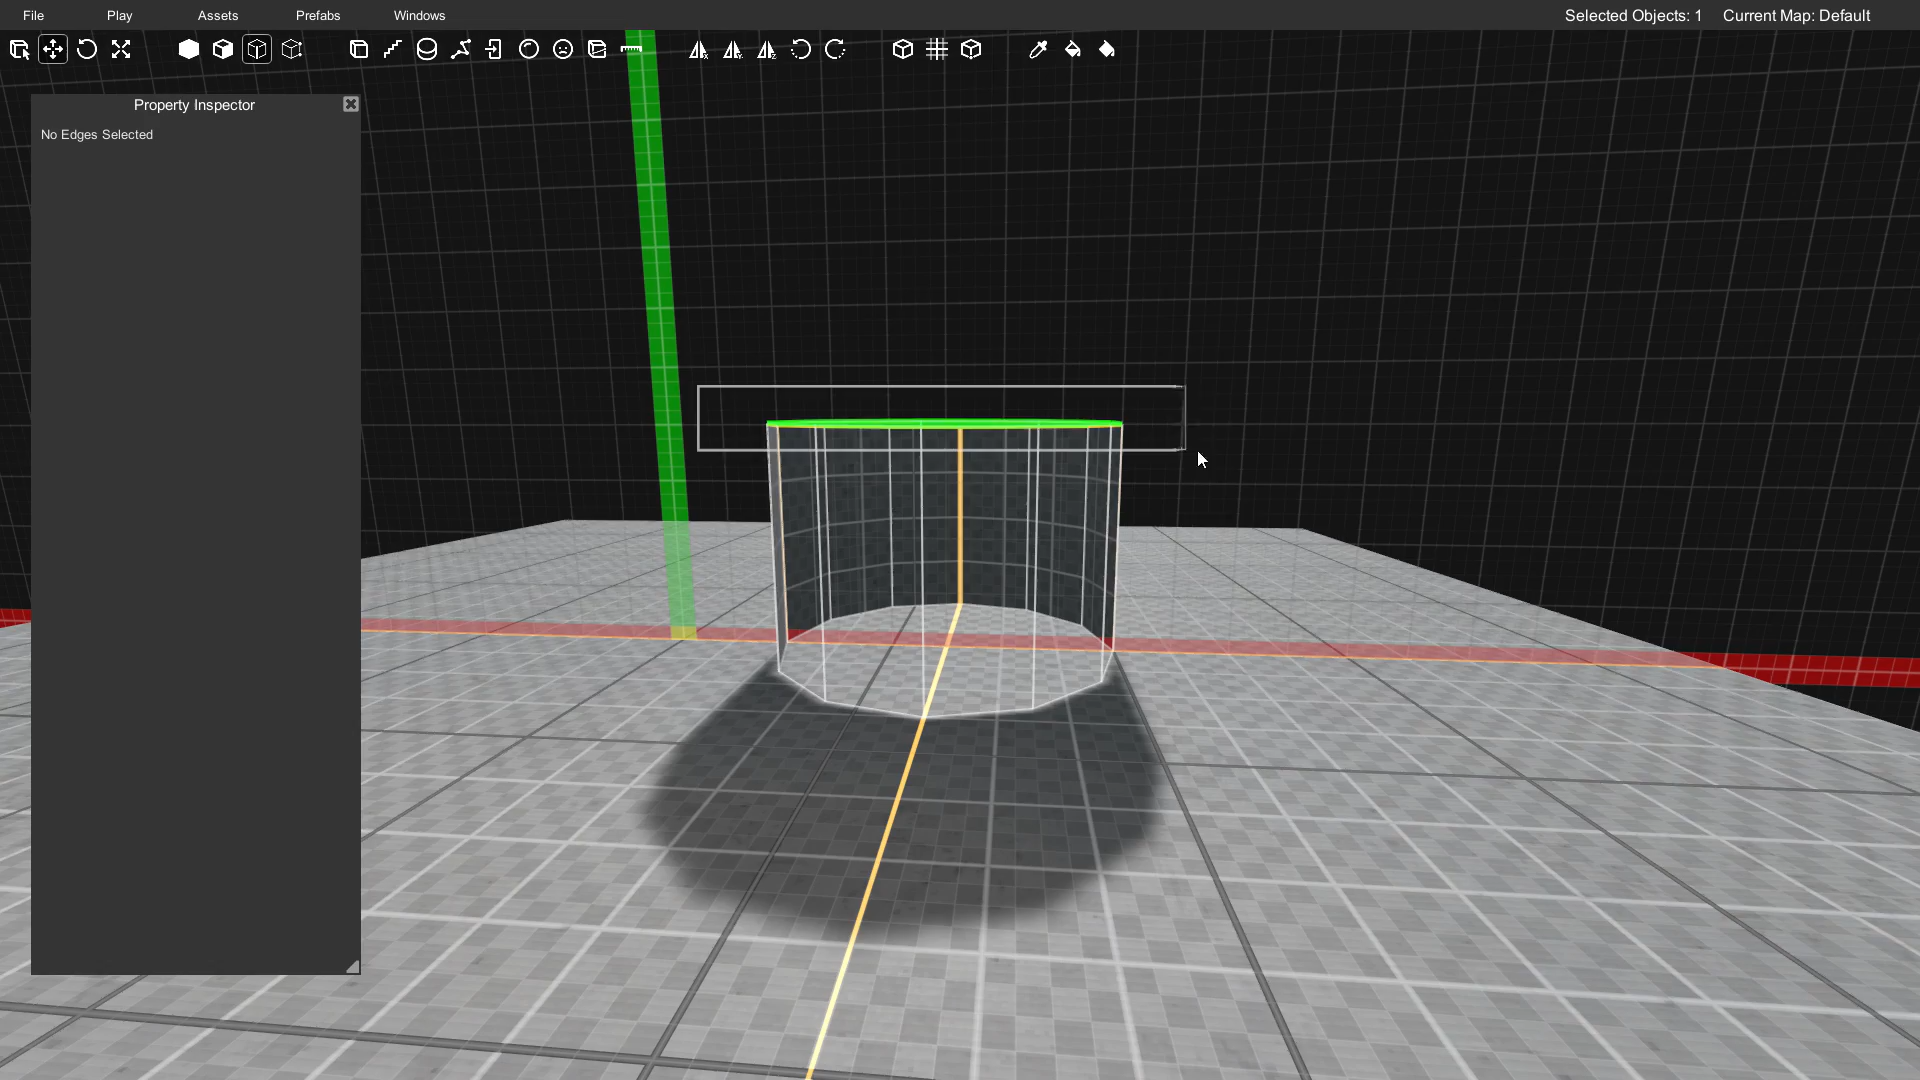 File Play Assets Prefabs Windows Selected Objects: 1 Current Map: Default
Property Inspector
No Edges Selected